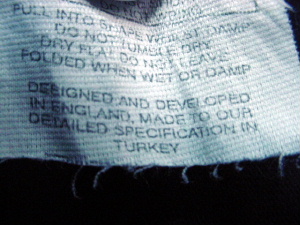 PULL INTO SHAPE WHILST DAMP
DO NOT TUMBLE DRY
DRY FLAT DO NOT LEAVE
FOLDED WHEN WET OR DAMP
DESIGNED AND DEVELOPED
IN ENGLAND, MADE TO OUR
DETAILED SPECIFICATION IN
TURKEY